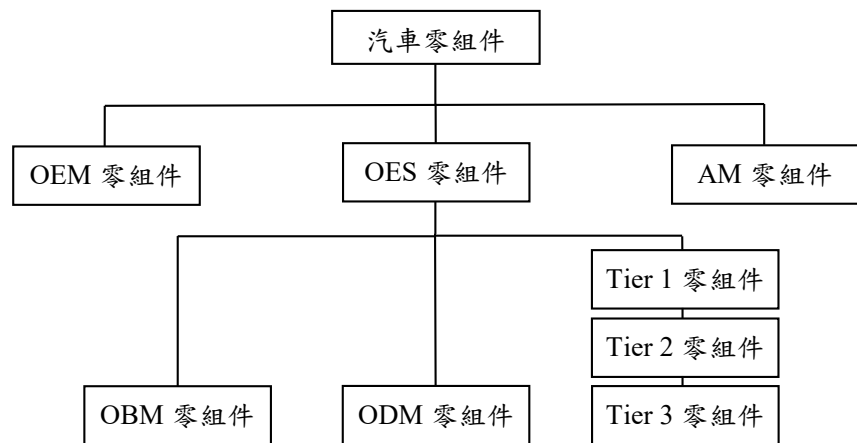 汽車零組件
OEM 零組件
OES 零組件
AM 零組件
Tier 1 零組件
Tier 2 零組件
OBM 零組件
ODM 零組件
Tier 3 零組件